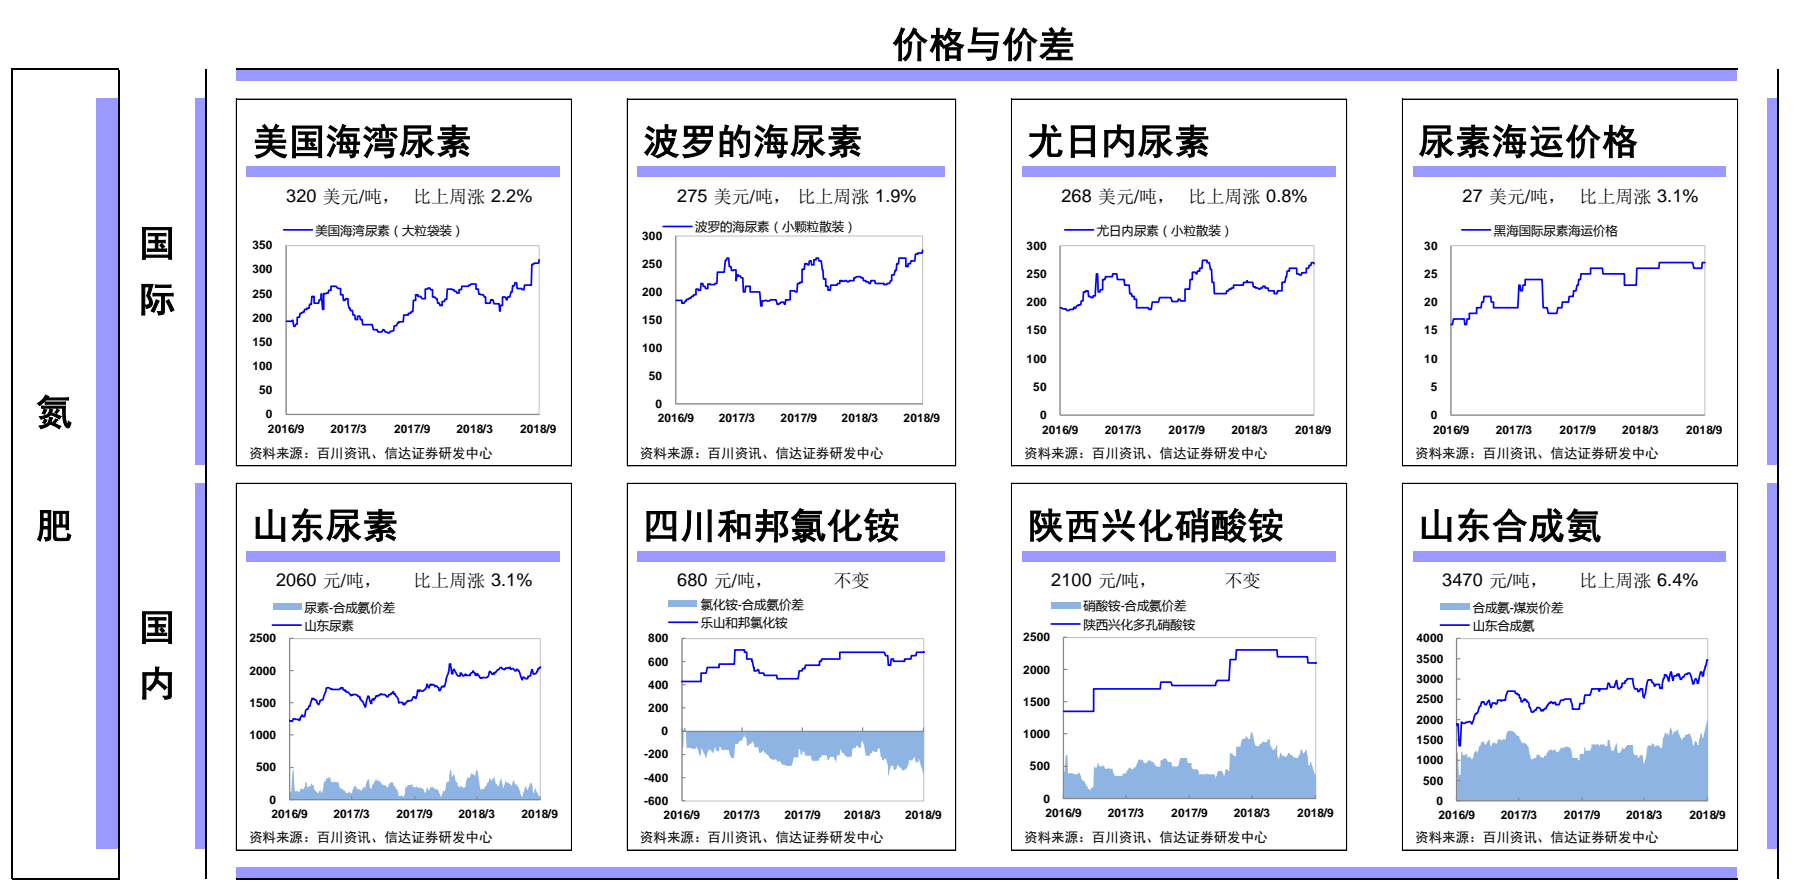 价格与价差
氮
肥
国
际
美国海湾尿素
320 美元/吨， 比上周涨 2.2%
美国海湾尿素（大粒袋装）
350
300
250
200
150
100
50
0
2016/9 2017/3 2017/9 2018/3 2018/9
资料来源：百川资讯、信达证券研发中心
波罗的海尿素
275 美元/吨， 比上周涨 1.9%
波罗的海尿素（小颗粒散装）
300
250
200
150
100
50
0
2016/9 2017/3 2017/9 2018/3 2018/9
资料来源：百川资讯、信达证券研发中心
尤日内尿素
268 美元/吨， 比上周涨 0.8%
尤日内尿素（小粒散装）
300
250
200
150
100
50
0
2016/9 2017/3 2017/9 2018/3 2018/9
资料来源：百川资讯、信达证券研发中心
尿素海运价格
27 美元/吨， 比上周涨 3.1%
黑海国际尿素海运价格
30
25
20
15
10
5
0
2016/9 2017/3 2017/9 2018/3 2018/9
资料来源：百川资讯、信达证券研发中心
国
内
山东尿素
2060 元/吨， 比上周涨 3.1%
尿素-合成氨价差
山东尿素
2500
2000
1500
1000
500
0
2016/9 2017/3 2017/9 2018/3 2018/9
资料来源：百川资讯、信达证券研发中心
四川和邦氯化铵
680 元/吨， 不变
氯化铵-合成氨价差
乐山和邦氯化铵
800
600
400
200
0
-200
-400
-600
2016/9 2017/3 2017/9 2018/3 2018/9
资料来源：百川资讯、信达证券研发中心
陕西兴化硝酸铵
2100 元/吨， 不变
硝酸铵-合成氨价差
陕西兴化多孔硝酸铵
2500
2000
1500
1000
500
0
2016/9 2017/3 2017/9 2018/3 2018/9
资料来源：百川资讯、信达证券研发中心
山东合成氨
3470 元/吨， 比上周涨 6.4%
合成氨-煤炭价差
山东合成氨
4000
3500
3000
2500
2000
1500
1000
500
0
2016/9 2017/3 2017/9 2018/3 2018/9
资料来源：百川资讯、信达证券研发中心